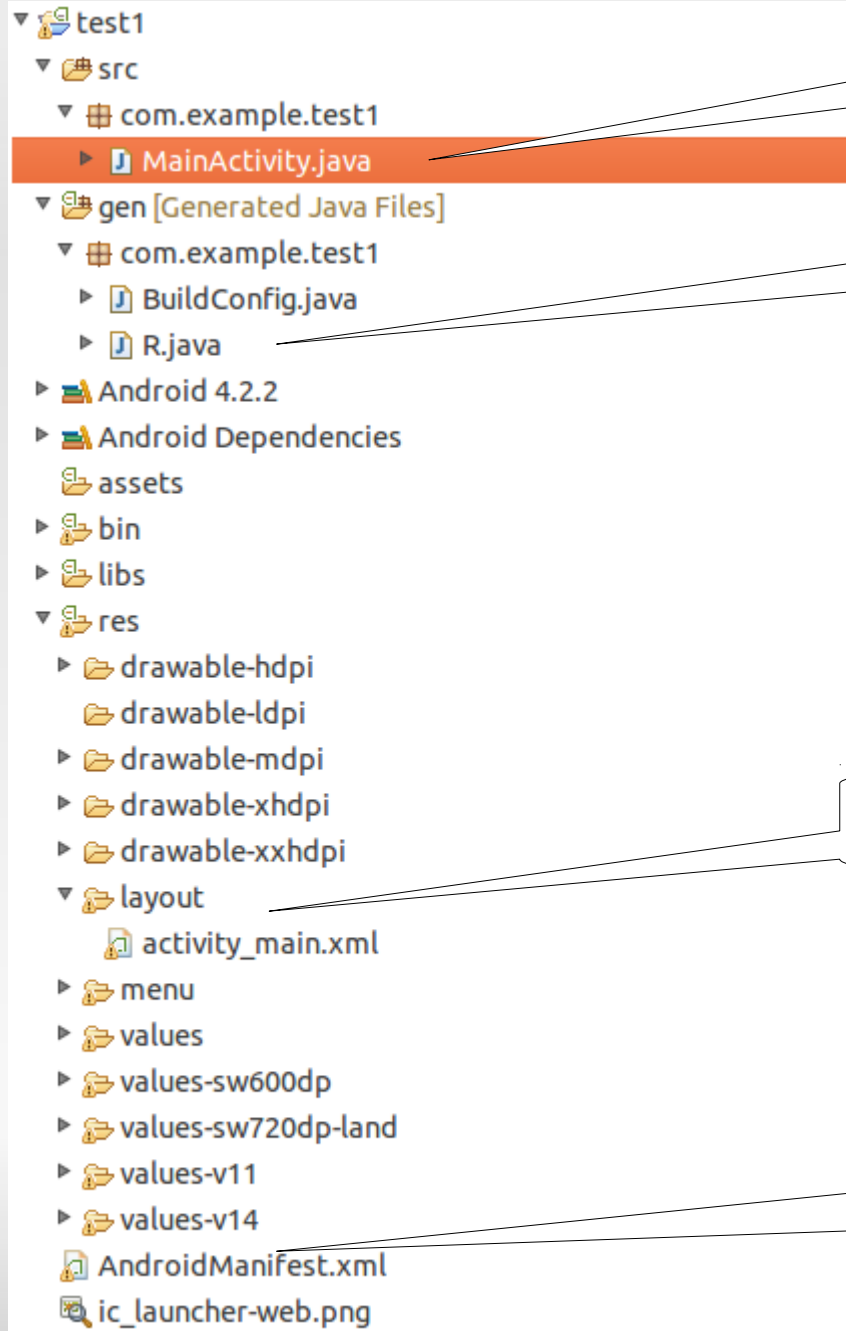 test1
src
com.example.test1
MainActivity.java
gen [Generated Java Files]
com.example.test1
BuildConfig.java
R.java
Android 4.2.2
Android Dependencies
assets
bin
libs
res
drawable-hdpi
drawable-ldpi
drawable-mdpi
drawable-xhdpi
drawable-xxhdpi
layout
activity_main.xml
menu
values
values-sw600dp
values-sw720dp-land
values-v11
values-v14
AndroidManifest.xml
ic_launcher-web.png